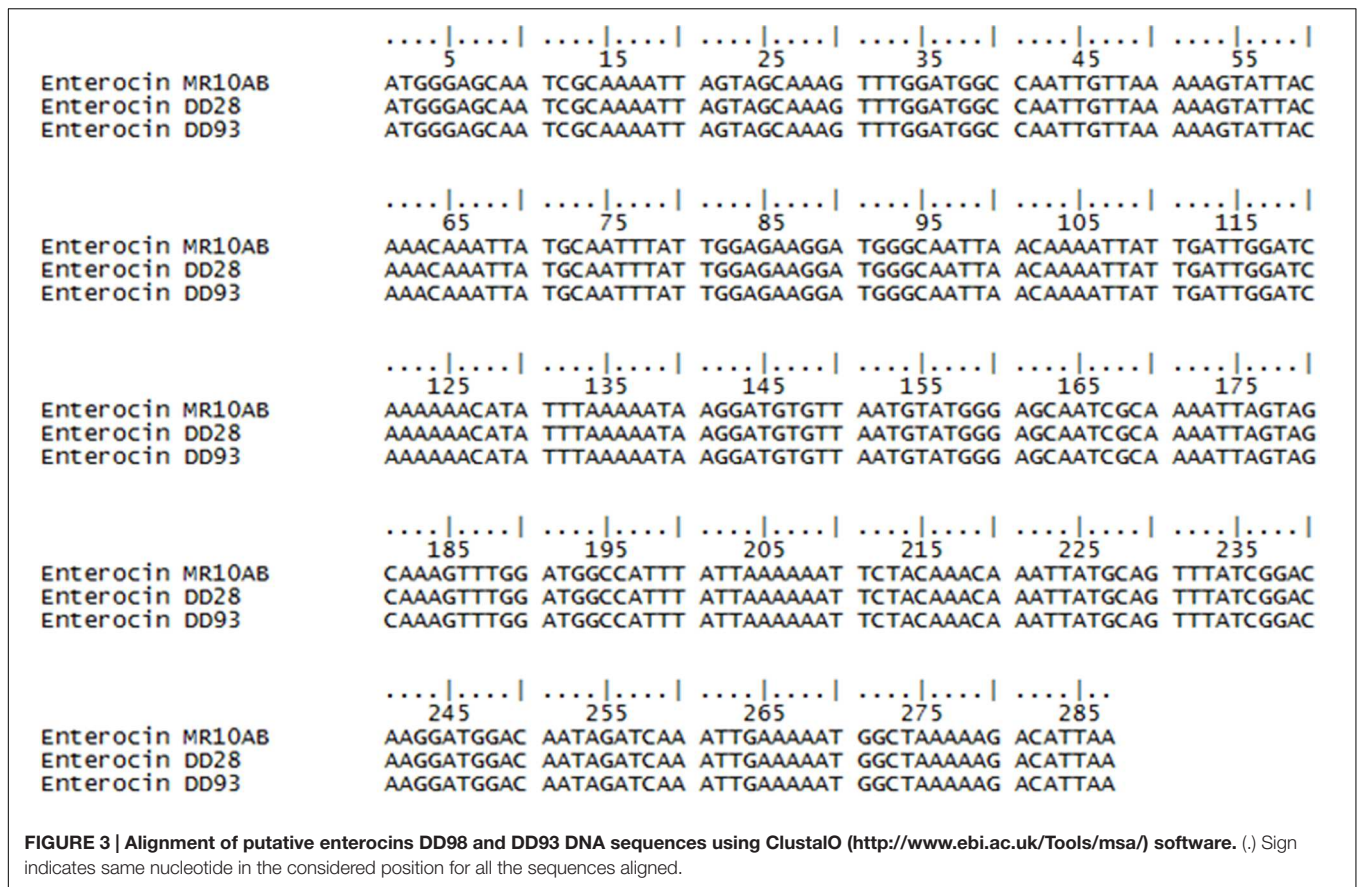 ....|....| ....|....| ....|....| ....|....| ....|....| ....|....|
5 15 25 35 45 55
Enterocin MR10AB ATGGGAGCAA TCGCAAAATT AGTAGCAAAG TTTGGATGGC CAATTGTTAA AAAGTATTAC
Enterocin DD28 ATGGGAGCAA TCGCAAAATT AGTAGCAAAG TTTGGATGGC CAATTGTTAA AAAGTATTAC
Enterocin DD93 ATGGGAGCAA TCGCAAAATT AGTAGCAAAG TTTGGATGGC CAATTGTTAA AAAGTATTAC
....|....| ....|....| ....|....| ....|....| ....|....| ....|....|
65 75 85 95 105 115
Enterocin MR10AB AAACAAATTA TGCAATTTAT TGGAGAAGGA TGGGCAATTA ACAAAATTAT TGATTGGATC
Enterocin DD28 AAACAAATTA TGCAATTTAT TGGAGAAGGA TGGGCAATTA ACAAAATTAT TGATTGGATC
Enterocin DD93 AAACAAATTA TGCAATTTAT TGGAGAAGGA TGGGCAATTA ACAAAATTAT TGATTGGATC
....|....| ....|....| ....|....| ....|....| ....|....| ....|....|
125 135 145 155 165 175
Enterocin MR10AB AAAAAACATA TTTAAAAATA AGGATGTGTT AATGTATGGG AGCAATCGCA AAATTAGTAG
Enterocin DD28 AAAAAACATA TTTAAAAATA AGGATGTGTT AATGTATGGG AGCAATCGCA AAATTAGTAG
Enterocin DD93 AAAAAACATA TTTAAAAATA AGGATGTGTT AATGTATGGG AGCAATCGCA AAATTAGTAG
....|....| ....|....| ....|....| ....|....| ....|....| ....|....|
185 195 205 215 225 235
Enterocin MR10AB CAAAGTTTGG ATGGCCATTT ATTAAAAAAT TCTACAAACA AATTATGCAG TTTATCGGAC
Enterocin DD28 CAAAGTTTGG ATGGCCATTT ATTAAAAAAT TCTACAAACA AATTATGCAG TTTATCGGAC
Enterocin DD93 CAAAGTTTGG ATGGCCATTT ATTAAAAAAT TCTACAAACA AATTATGCAG TTTATCGGAC
....|....| ....|....| ....|....| ....|....| ....|..
245 255 265 275 285
Enterocin MR10AB AAGGATGGAC AATAGATCAA ATTGAAAAAT GGCTAAAAAG ACATTAA
Enterocin DD28 AAGGATGGAC AATAGATCAA ATTGAAAAAT GGCTAAAAAG ACATTAA
Enterocin DD93 AAGGATGGAC AATAGATCAA ATTGAAAAAT GGCTAAAAAG ACATTAA
FIGURE 3 | Alignment of putative enterocins DD98 and DD93 DNA sequences using ClustalO (http://www.ebi.ac.uk/Tools/msa/) software. (.) Sign
indicates same nucleotide in the considered position for all the sequences aligned.